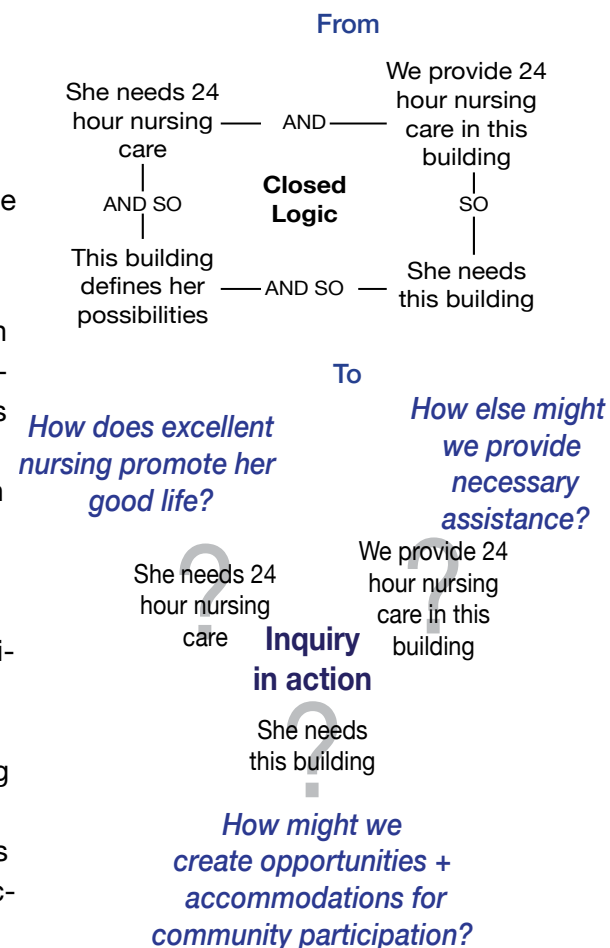 From
She needs 24
hour nursing
care
AND
We provide 24
hour nursing
care in this
building
AND SO
Closed
Logic
SO
This building
defines her
possibilities
AND SO
She needs
this building
To
How does excellent
nursing promote her
good life?
How else might
we provide
necessary
assistance?
?
She needs 24
hour nursing
care
?
We provide 24
hour nursing
care in this
building
Inquiry
in action
?
She needs
this building
How might we
create opportunities +
accommodations for
community participation?